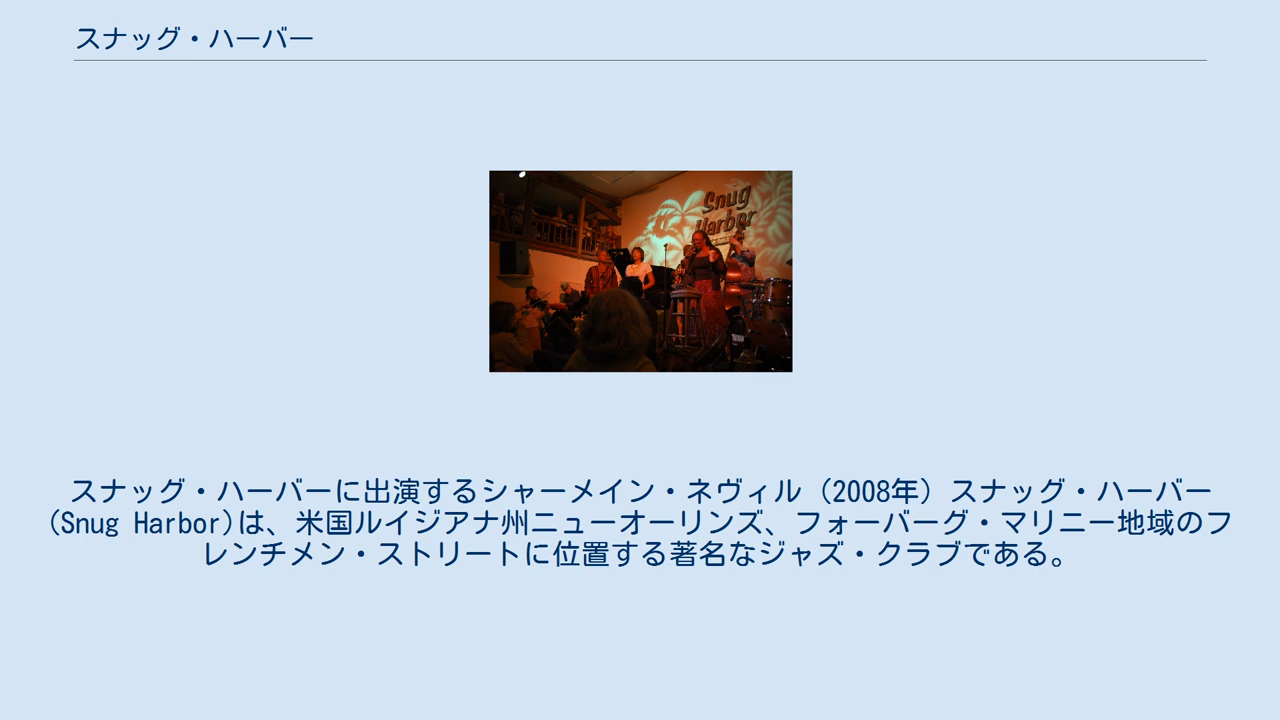 スナッグ・ハーバー
Snug
Harbor
スナッグ・ハーバーに出演するシャーメイン・ネヴィル（2008年）スナッグ・ハーバー
(Snug Harbor)は、米国ルイジアナ州ニューオーリンズ、フォーバーグ・マリニー地域のフ
レンチメン・ストリートに位置する著名なジャズ・クラブである。